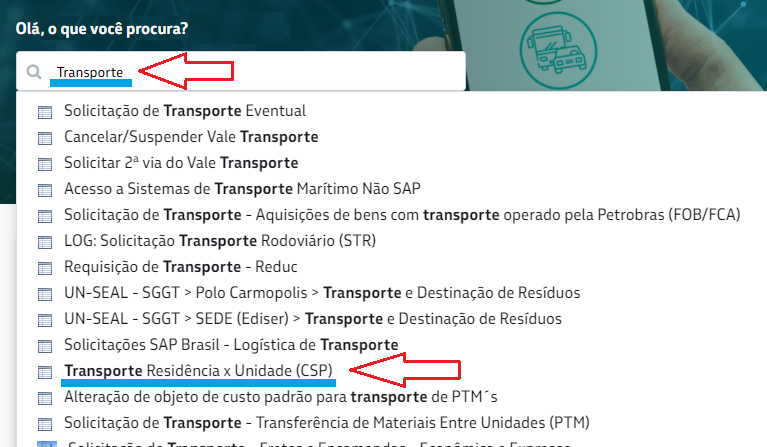 Olá, o que você procura?
Transporte
Solicitação de Transporte Eventual
Cancelar/Suspender Vale Transporte
Solicitar 2ª via do Vale Transporte
Acesso a Sistemas de Transporte Marítimo Não SAP
Solicitação de Transporte - Aquisições de bens com transporte operado pela Petrobras (FOB/FCA)
LOG: Solicitação Transporte Rodoviário (STR)
Requisição de Transporte - Reduc
UN-SEAL - SGGT > Polo Carmopolis > Transporte e Destinação de Resíduos
UN-SEAL - SGGT > SEDE (Ediser) > Transporte e Destinação de Resíduos
Solicitações SAP Brasil - Logística de Transporte
Transporte Residência x Unidade (CSP)
Alteração de objeto de custo padrão para transporte de PTM´s
Solicitação de Transporte - Transferência de Materiais Entre Unidades (PTM)
Solicitação de Transporte - Fretes e Encomendas - Econômico e Expresso